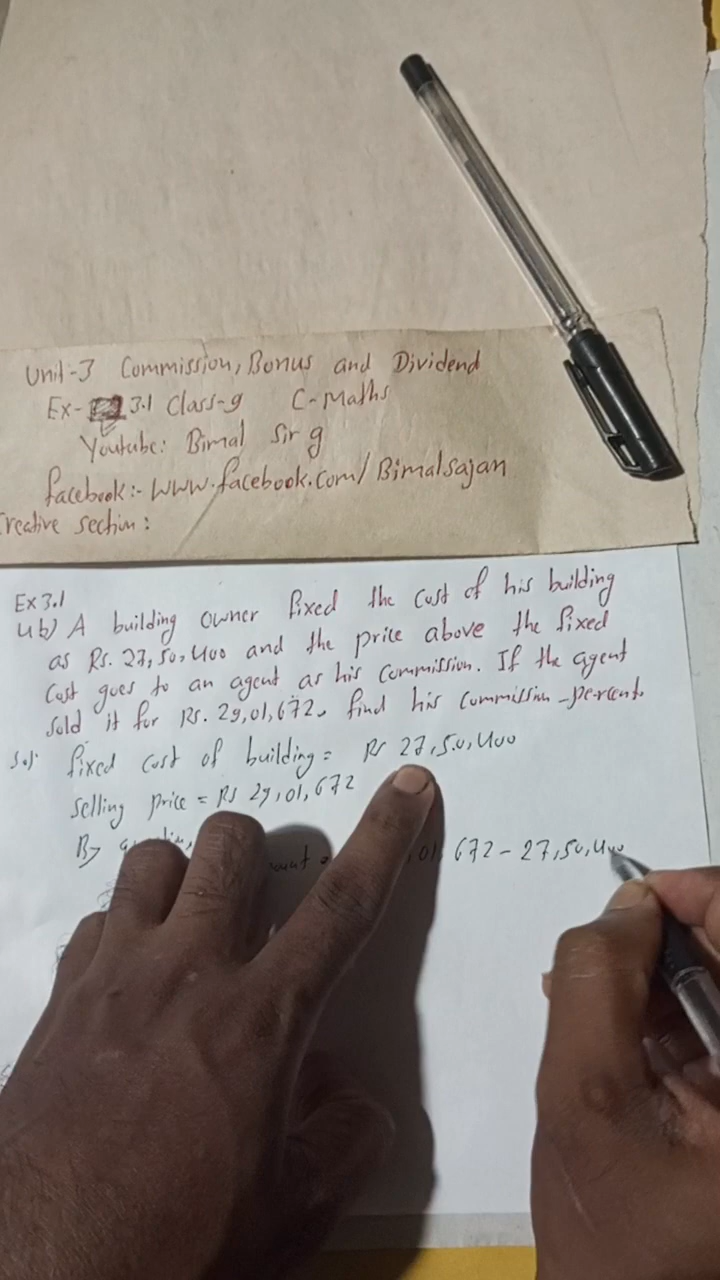 Unit-3 Commission, Bonus and Dividend
Ex- 3.1 Class-9 C-Maths
Youtube: Bimal Sir g
facebook:- www.facebook.com/Bimalsajan
Creative section:
Ex 3.1
4b) A building owner fixed the cost of his building
as Rs. 27,50,400 and the price above the fixed
cost goes to an agent as his commission. If the agent
sold it for Rs. 29,01,672, find his commission-percent.
Sol: fixed cost of building = Rs 27,50,400
Selling price = Rs 29,01,672
By
01,672 - 27,50,400